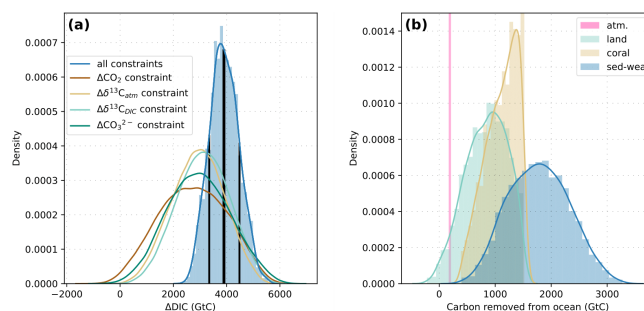 (a)
0.0007
0.0006
0.0005
0.0004
0.0003
0.0002
0.0001
0.0000
Density
all constraints
ΔCO₂ constraint
Δδ¹³C_atm constraint
Δδ¹³C_DIC constraint
ΔCO₃²⁻ constraint
−2000 0 2000 4000 6000
ΔDIC (GtC)
(b)
0.0014
0.0012
0.0010
0.0008
0.0006
0.0004
0.0002
0.0000
Density
atm.
land
coral
sed-wea
0 1000 2000 3000
Carbon removed from ocean (GtC)